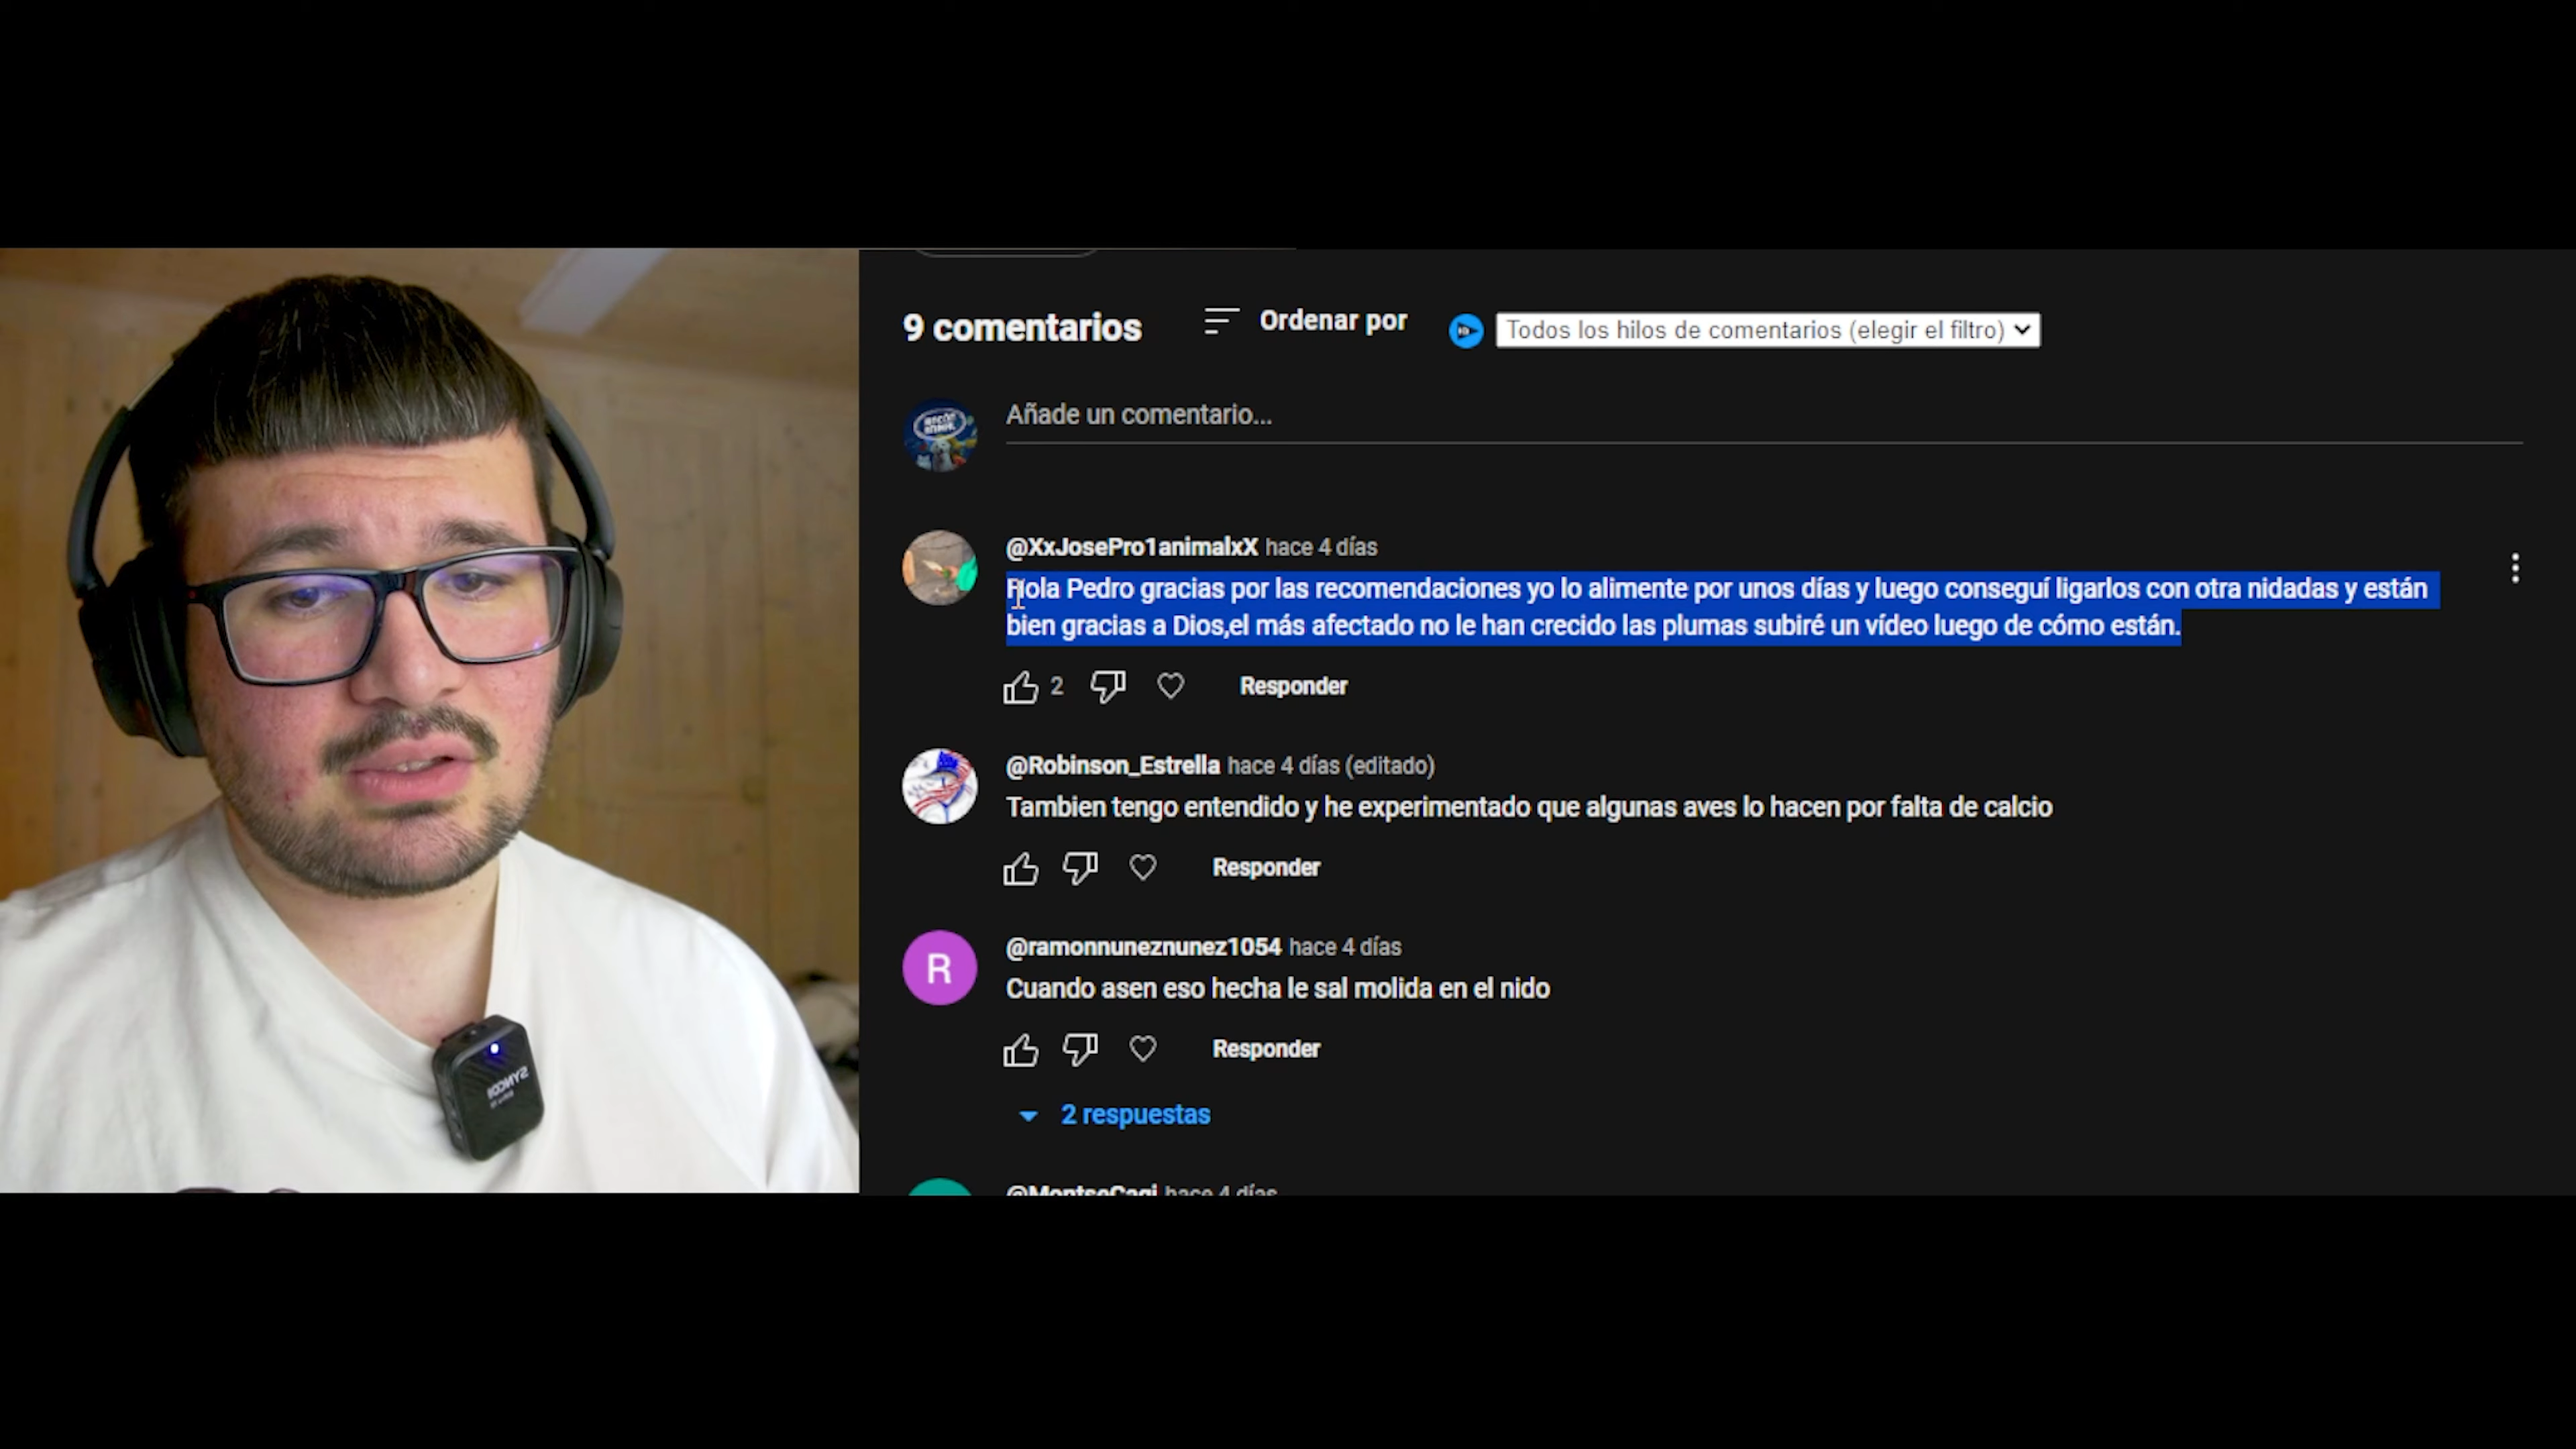 9 comentarios
Ordenar por
Todos los hilos de comentarios (elegir el filtro)
Añade un comentario...
@XxJosePro1animalxX hace 4 días
Hola Pedro gracias por las recomendaciones yo lo alimente por unos días y luego conseguí ligarlos con otra nidadas y están
bien gracias a Dios,el más afectado no le han crecido las plumas subiré un vídeo luego de cómo están.
2
Responder
@Robinson_Estrella hace 4 días (editado)
Tambien tengo entendido y he experimentado que algunas aves lo hacen por falta de calcio
Responder
R
@ramonnuneznunez1054 hace 4 días
Cuando asen eso hecha le sal molida en el nido
Responder
2 respuestas
@MontseCagi hace 4 días
SYNCO